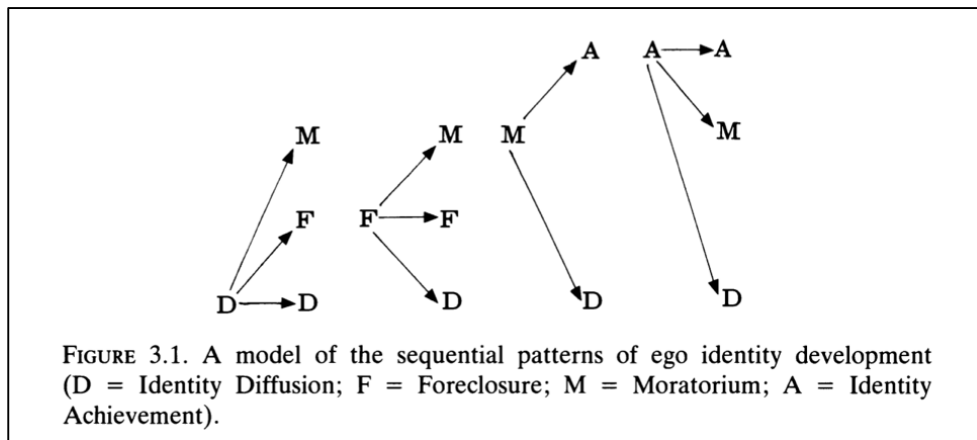 A A A
M M M M
F F F
D D D D D
FIGURE 3.1. A model of the sequential patterns of ego identity development
(D = Identity Diffusion; F = Foreclosure; M = Moratorium; A = Identity
Achievement).